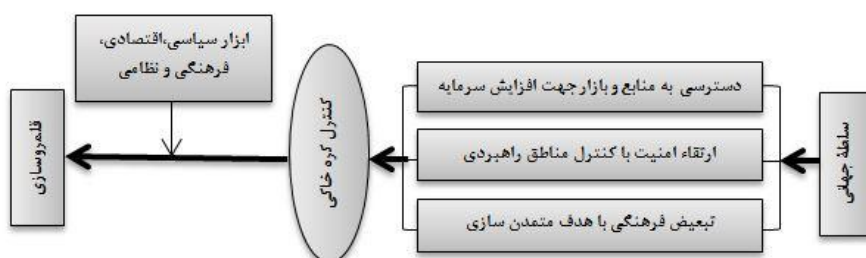 سلطهٔ جهانی
دسترسی به منابع و بازار جهت افزایش سرمایه
ارتقاء امنیت با کنترل مناطق راهبردی
تبعیض فرهنگی با هدف متمدن سازی
کنترل کره خاکی
ابزار سیاسی،اقتصادی،
فرهنگی و نظامی
قلمروسازی